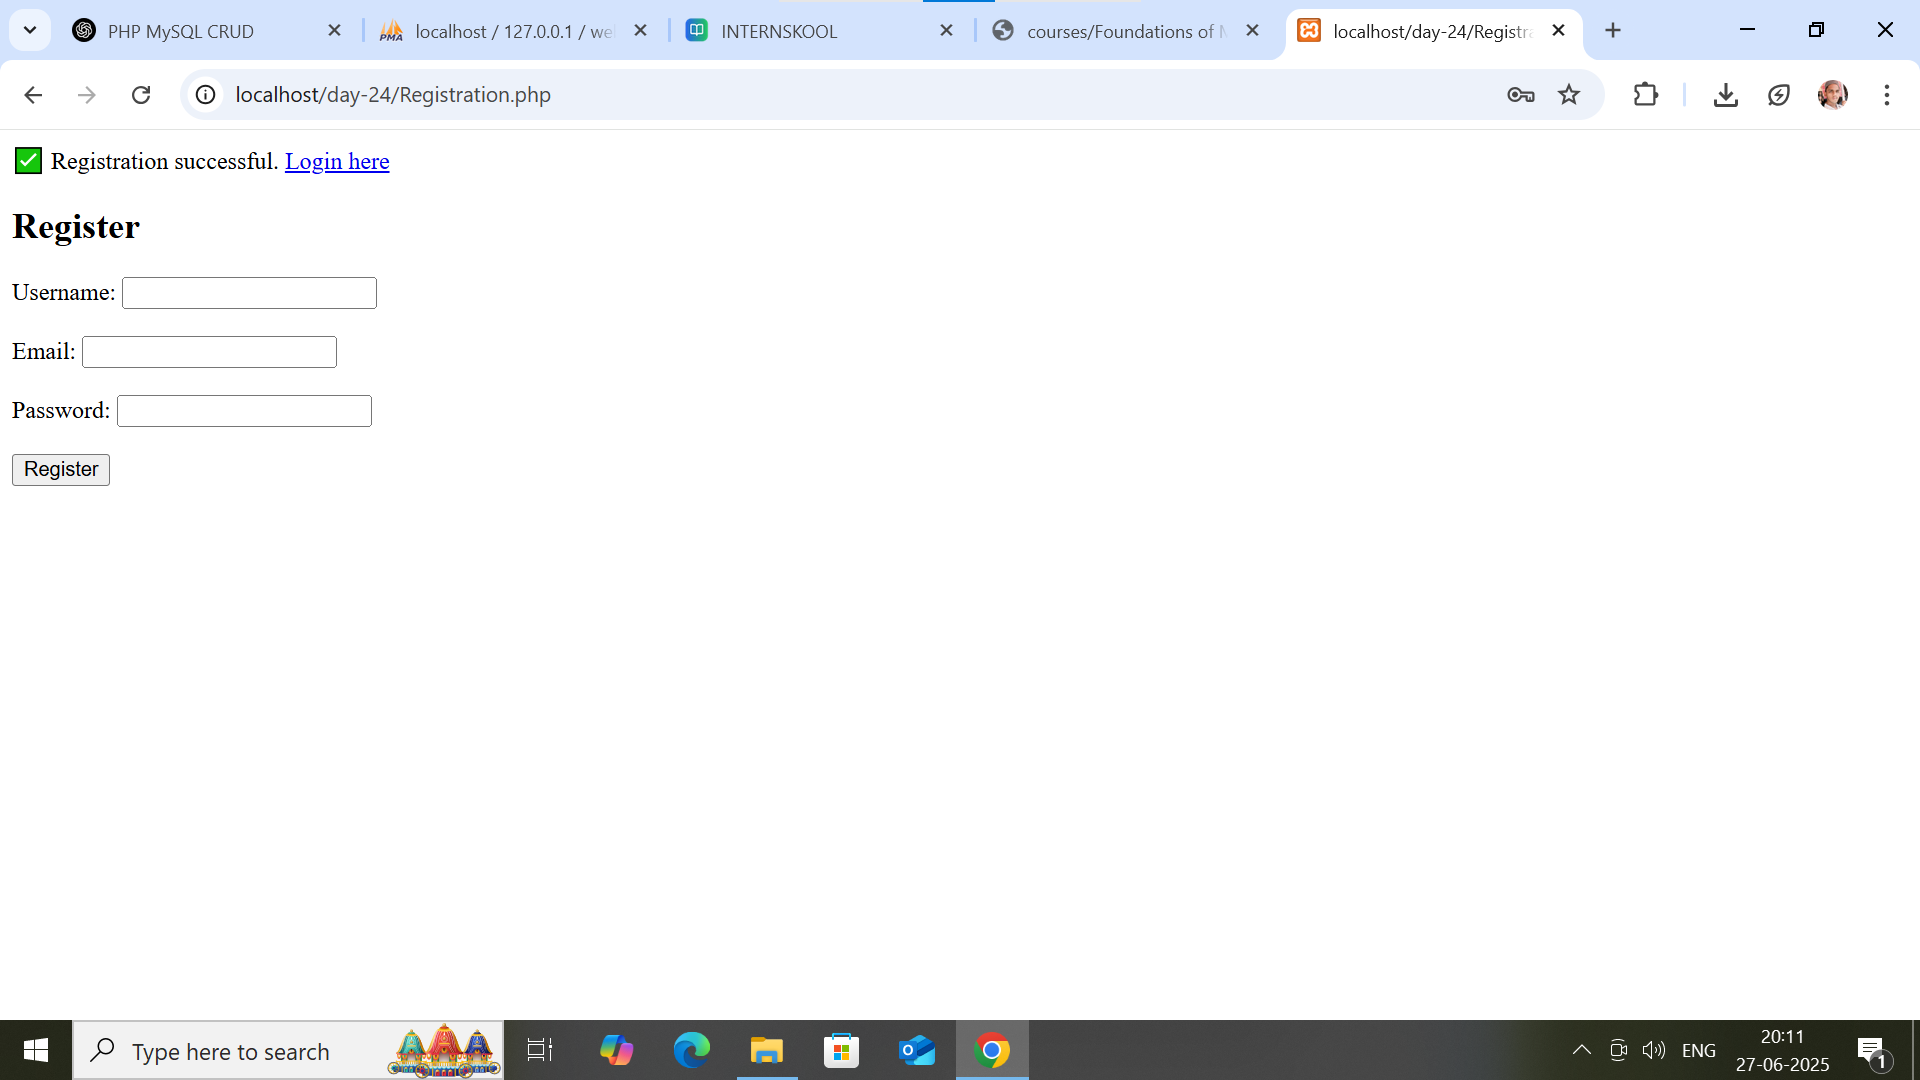 PHP MySQL CRUD
localhost / 127.0.0.1 / we
INTERNSKOOL
courses/Foundations of
localhost/day-24/Registra
localhost/day-24/Registration.php
Registration successful. Login here
Register
Username:
Email:
Password:
Register
Type here to search
ENG
20:11
27-06-2025
1